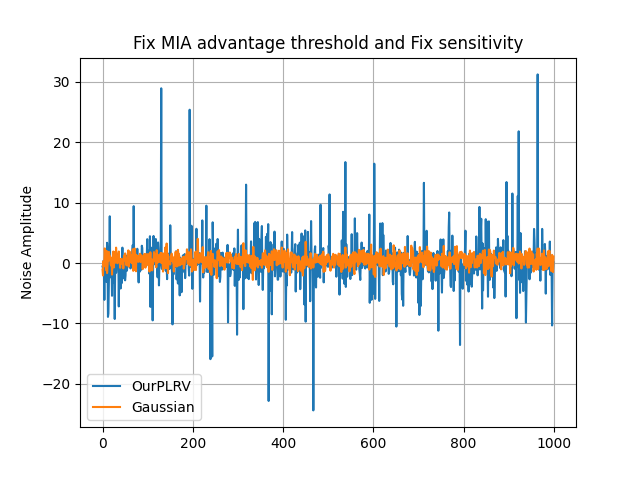 Fix MIA advantage threshold and Fix sensitivity
30
20
10
0
−10
−20
Noise Amplitude
OurPLRV
Gaussian
0 200 400 600 800 1000